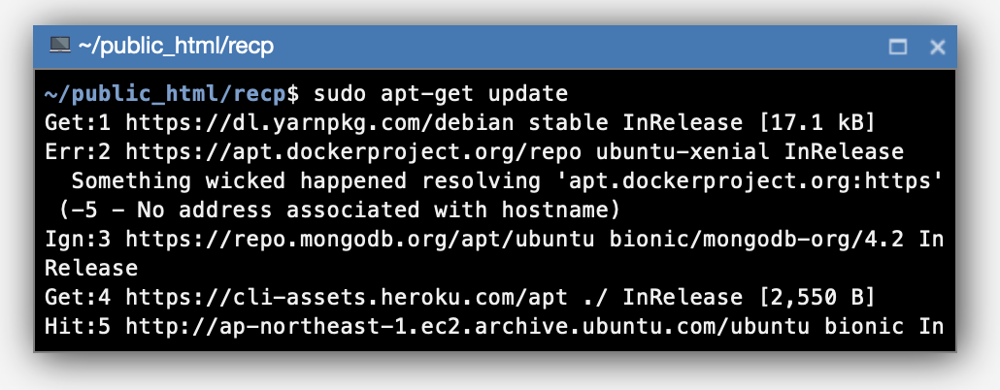 ~/public_html/recp
~/public_html/recp$ sudo apt-get update
Get:1 https://dl.yarnpkg.com/debian stable InRelease [17.1 kB]
Err:2 https://apt.dockerproject.org/repo ubuntu-xenial InRelease
  Something wicked happened resolving 'apt.dockerproject.org:https'
 (-5 - No address associated with hostname)
Ign:3 https://repo.mongodb.org/apt/ubuntu bionic/mongodb-org/4.2 In
Release
Get:4 https://cli-assets.heroku.com/apt ./ InRelease [2,550 B]
Hit:5 http://ap-northeast-1.ec2.archive.ubuntu.com/ubuntu bionic In